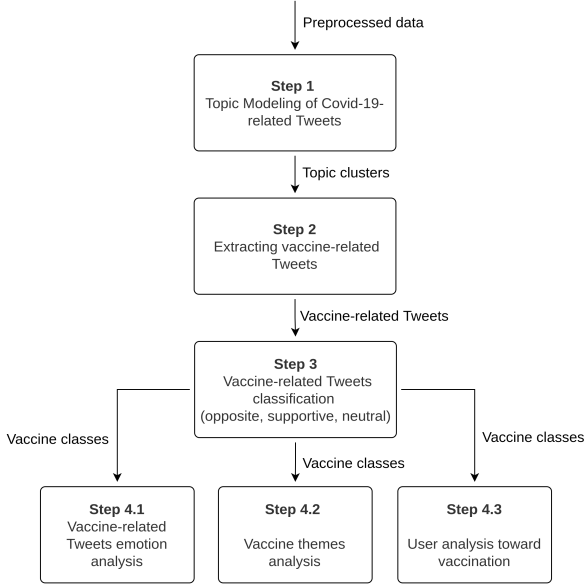 Preprocessed data
Step 1
Topic Modeling of Covid-19-
related Tweets
Topic clusters
Step 2
Extracting vaccine-related
Tweets
Vaccine-related Tweets
Step 3
Vaccine-related Tweets
classification
(opposite, supportive, neutral)
Vaccine classes
Vaccine classes
Vaccine classes
Step 4.1
Vaccine-related
Tweets emotion
analysis
Step 4.2
Vaccine themes
analysis
Step 4.3
User analysis toward
vaccination